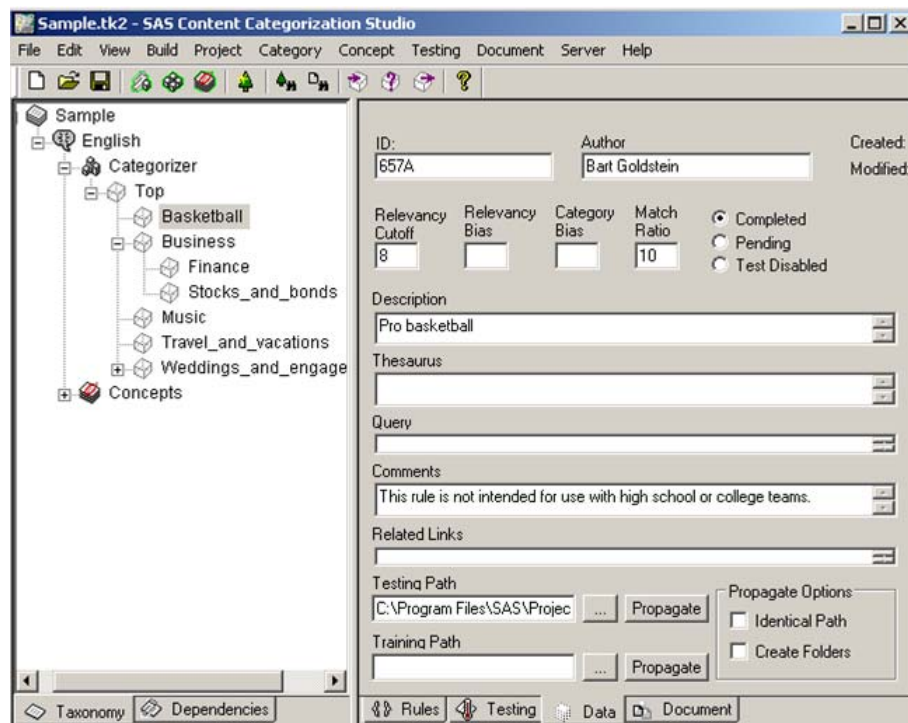 Sample.tk2 - SAS Content Categorization Studio
File Edit View Build Project Category Concept Testing Document Server Help
Sample
English
Categorizer
Top
Basketball
Business
Finance
Stocks_and_bonds
Music
Travel_and_vacations
Weddings_and_engage
Concepts
Taxonomy Dependencies
ID: Author Created:
657A Bart Goldstein Modified:
Relevancy Cutoff Relevancy Bias Category Bias Match Ratio
8 10
Completed
Pending
Test Disabled
Description
Pro basketball
Thesaurus
Query
Comments
This rule is not intended for use with high school or college teams.
Related Links
Testing Path
C:\Program Files\SAS\Projec ... Propagate
Training Path
... Propagate
Propagate Options
Identical Path
Create Folders
Rules Testing Data Document